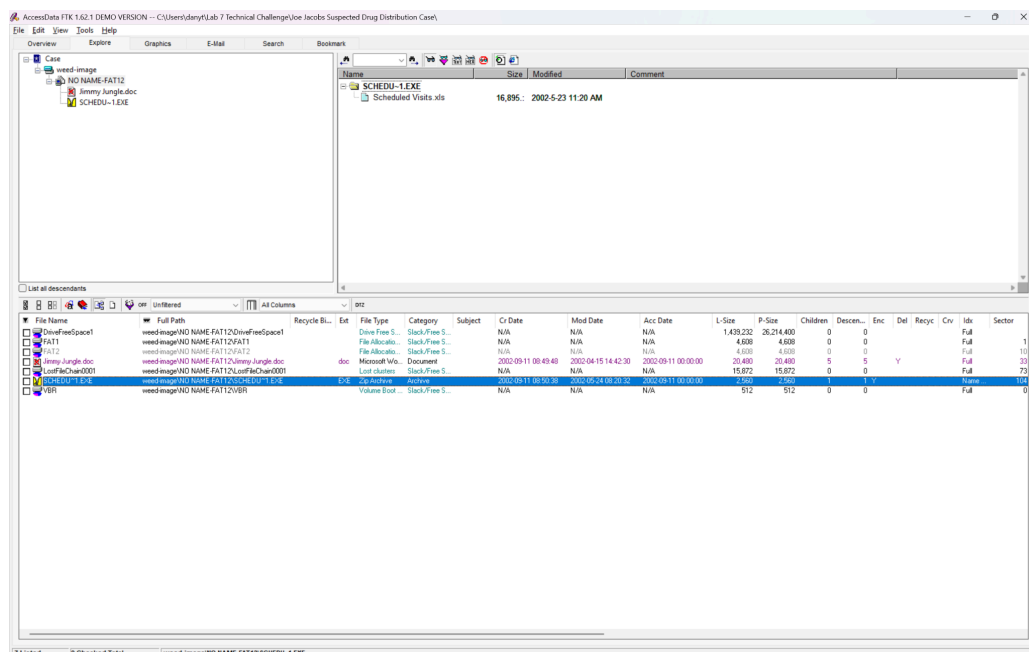 AccessData FTK 1.62.1 DEMO VERSION -- C:\Users\danyt\Lab 7 Technical Challenge\Joe Jacobs Suspected Drug Distribution Case\
File Edit View Tools Help
Overview Explore Graphics E-Mail Search Bookmark
Case
weed-image
NO NAME-FAT12
Jimmy Jungle.doc
SCHEDU~1.EXE
Name Size Modified Comment
SCHEDU~1.EXE
Scheduled Visits.xls 16,895.: 2002-5-23 11:20 AM
List all descendants
OFF Unfiltered All Columns DTZ
File Name Full Path Recycle Bi... Ext File Type Category Subject Cr Date Mod Date Acc Date L-Size P-Size Children Descen... Enc Del Recyc Crv Idx Sector
DriveFreeSpace1 weed-image\NO NAME-FAT12\DriveFreeSpace1 Drive Free S... Slack/Free S... N/A N/A N/A 1,439,232 26,214,400 0 0 Full
FAT1 weed-image\NO NAME-FAT12\FAT1 File Allocatio... Slack/Free S... N/A N/A N/A 4,608 4,608 0 0 Full 1
FAT2 weed-image\NO NAME-FAT12\FAT2 File Allocatio... Slack/Free S... N/A N/A N/A 4,608 4,608 0 0 Full 10
Jimmy Jungle.doc weed-image\NO NAME-FAT12\Jimmy Jungle.doc doc Microsoft Wo... Document 2002-09-11 08:49:48 2002-04-15 14:42:30 2002-09-11 00:00:00 20,480 20,480 5 5 Y Full 33
LostFileChain0001 weed-image\NO NAME-FAT12\LostFileChain0001 Lost clusters Slack/Free S... N/A N/A N/A 15,872 15,872 0 0 Full 73
SCHEDU~1.EXE weed-image\NO NAME-FAT12\SCHEDU~1.EXE EXE Zip Archive Archive 2002-09-11 08:50:38 2002-05-24 08:20:32 2002-09-11 00:00:00 2,560 2,560 1 1 Y Name... 104
VBR weed-image\NO NAME-FAT12\VBR Volume Boot... Slack/Free S... N/A N/A N/A 512 512 0 0 Full 0